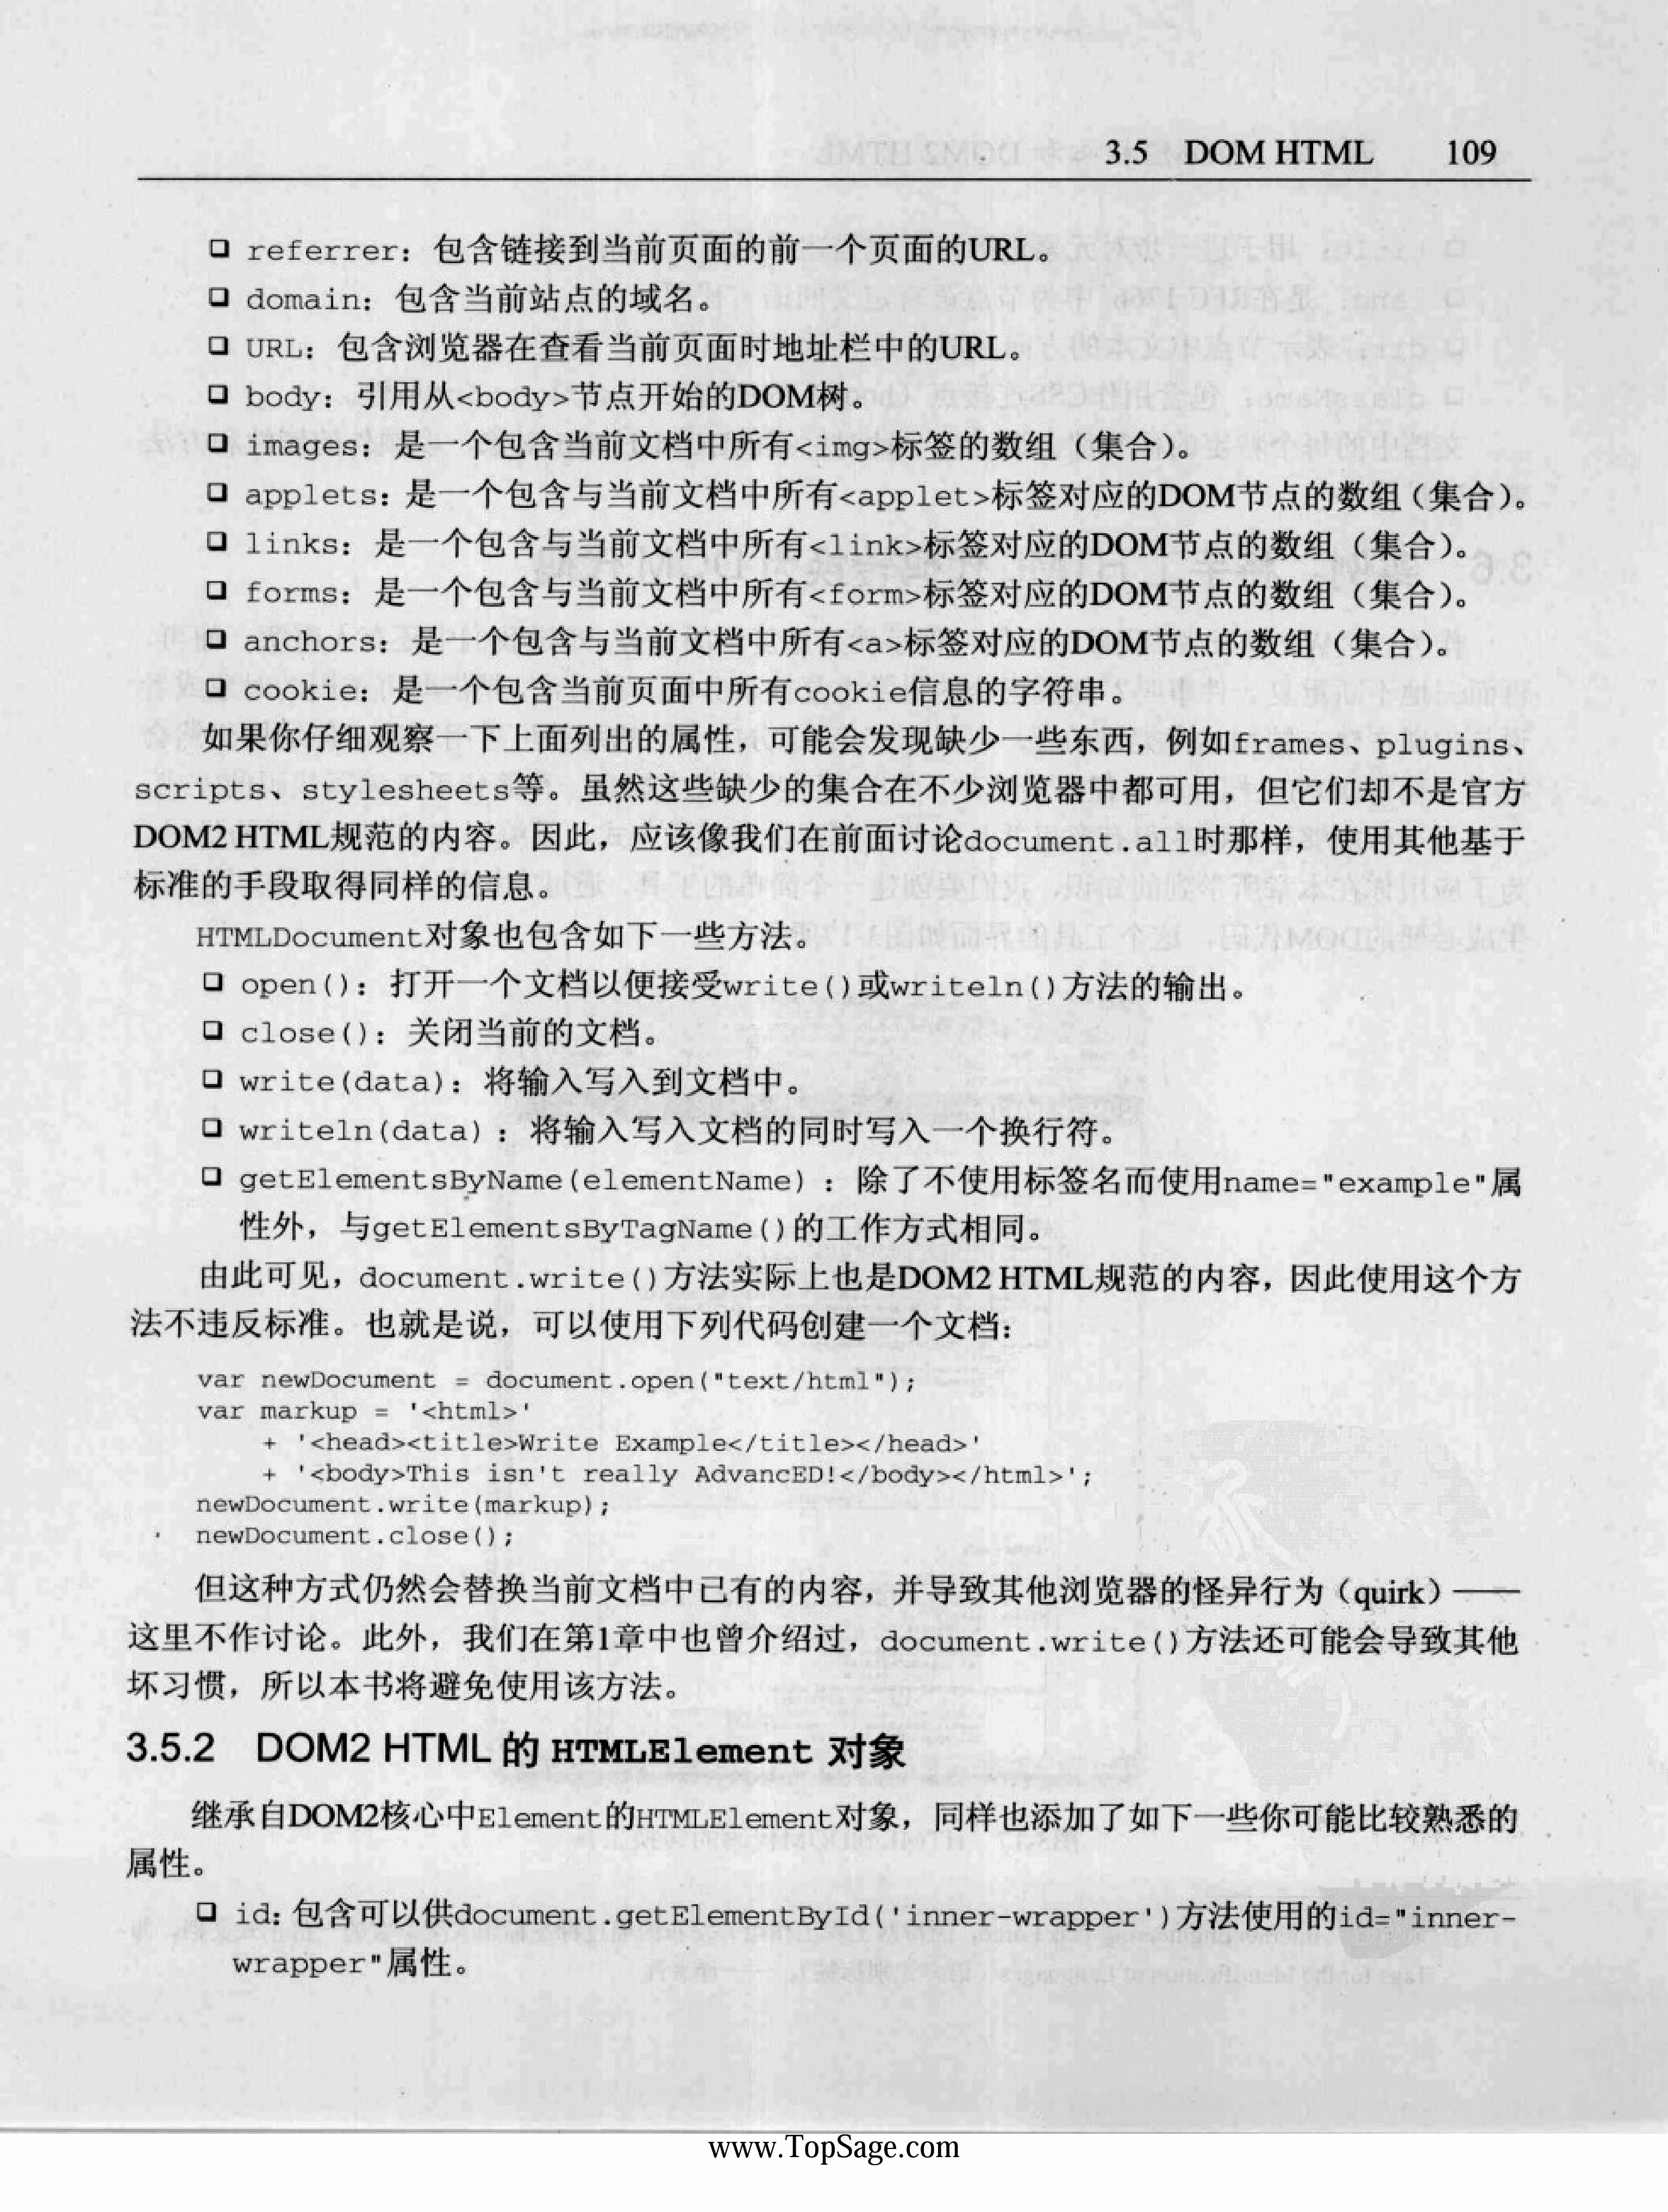 3.5 DOM HTML 109
❑ referrer：包含链接到当前页面的前一个页面的URL。
❑ domain：包含当前站点的域名。
❑ URL：包含浏览器在查看当前页面时地址栏中的URL。
❑ body：引用从<body>节点开始的DOM树。
❑ images：是一个包含当前文档中所有<img>标签的数组（集合）。
❑ applets：是一个包含与当前文档中所有<applet>标签对应的DOM节点的数组（集合）。
❑ links：是一个包含与当前文档中所有<link>标签对应的DOM节点的数组（集合）。
❑ forms：是一个包含与当前文档中所有<form>标签对应的DOM节点的数组（集合）。
❑ anchors：是一个包含与当前文档中所有<a>标签对应的DOM节点的数组（集合）。
❑ cookie：是一个包含当前页面中所有cookie信息的字符串。
如果你仔细观察一下上面列出的属性，可能会发现缺少一些东西，例如frames、plugins、
scripts、stylesheets等。虽然这些缺少的集合在不少浏览器中都可用，但它们却不是官方
DOM2 HTML规范的内容。因此，应该像我们在前面讨论document.all时那样，使用其他基于
标准的手段取得同样的信息。
HTMLDocument对象也包含如下一些方法。
❑ open()：打开一个文档以便接受write()或writeln()方法的输出。
❑ close()：关闭当前的文档。
❑ write(data)：将输入写入到文档中。
❑ writeln(data)：将输入写入文档的同时写入一个换行符。
❑ getElementsByName(elementName)：除了不使用标签名而使用name="example"属
性外，与getElementsByTagName()的工作方式相同。
由此可见，document.write()方法实际上也是DOM2 HTML规范的内容，因此使用这个方
法不违反标准。也就是说，可以使用下列代码创建一个文档：
var newDocument = document.open("text/html");
var markup = '<html>'
+ '<head><title>Write Example</title></head>'
+ '<body>This isn't really AdvancED!</body></html>';
newDocument.write(markup);
newDocument.close();
但这种方式仍然会替换当前文档中已有的内容，并导致其他浏览器的怪异行为（quirk）——
这里不作讨论。此外，我们在第1章中也曾介绍过，document.write()方法还可能会导致其他
坏习惯，所以本书将避免使用该方法。
3.5.2 DOM2 HTML 的 HTMLElement 对象
继承自DOM2核心中Element的HTMLElement对象，同样也添加了如下一些你可能比较熟悉的
属性。
❑ id：包含可以供document.getElementById('inner-wrapper')方法使用的id="inner-
wrapper"属性。
www.TopSage.com